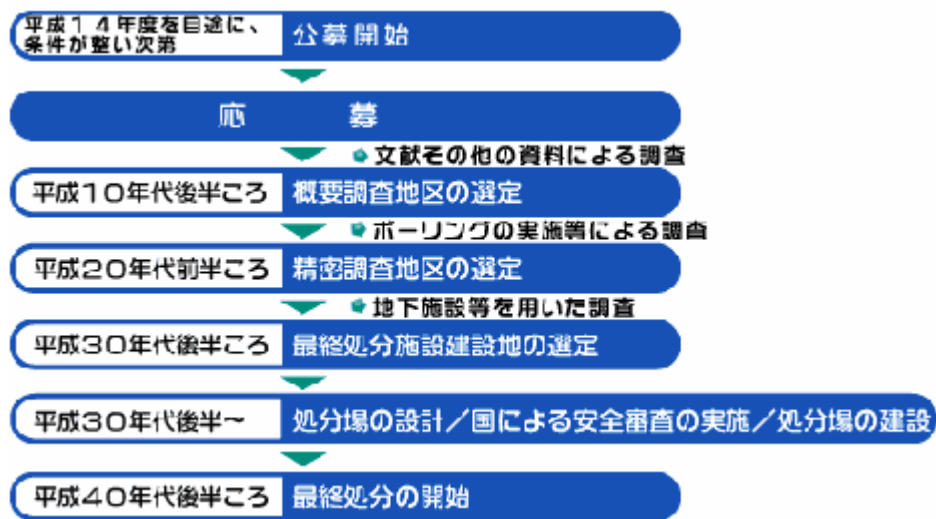 平成14年度を目途に、
条件が整い次第
公募開始
応募
文献その他の資料による調査
平成10年代後半ころ 概要調査地区の選定
ボーリングの実施等による調査
平成20年代前半ころ 精密調査地区の選定
地下施設等を用いた調査
平成30年代後半ころ 最終処分施設建設地の選定
平成30年代後半～ 処分場の設計／国による安全審査の実施／処分場の建設
平成40年代後半ころ 最終処分の開始